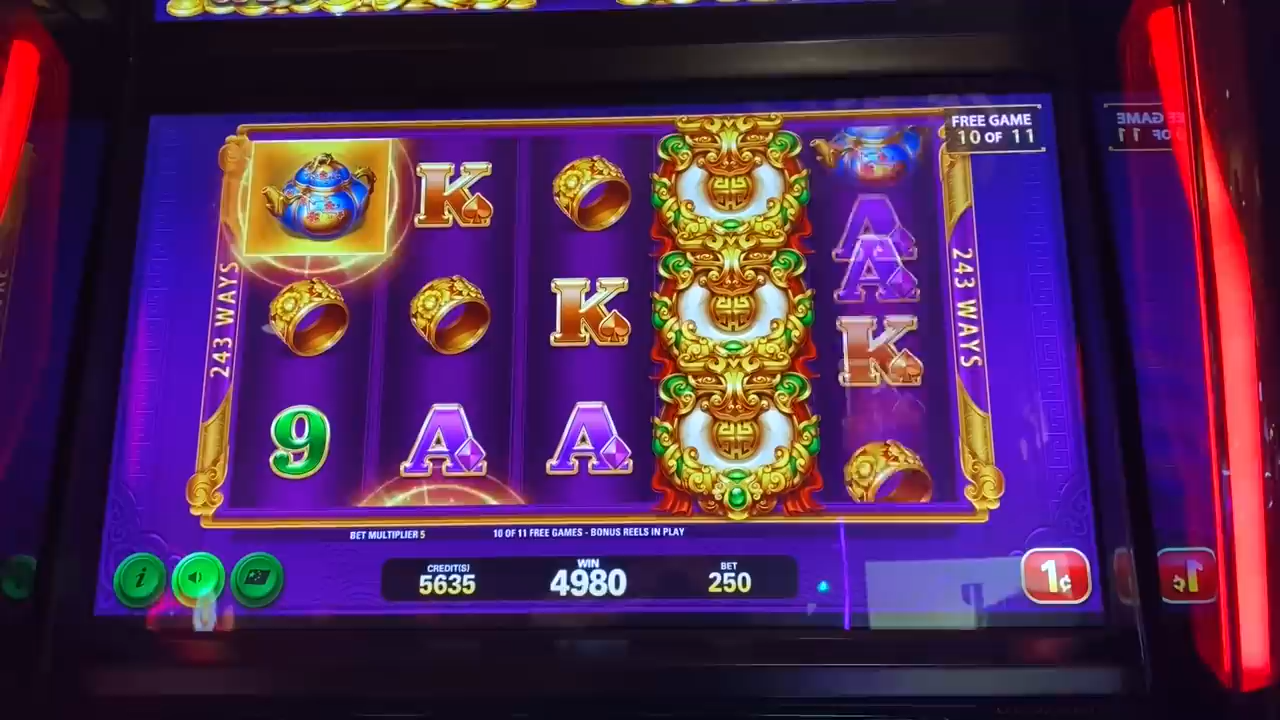 FREE GAME
10 OF 11
K
243 WAYS
243 WAYS
A
A
K
K
9
A
A
BET MULTIPLIER 5
10 OF 11 FREE GAMES - BONUS REELS IN PLAY
CREDIT(S)
5635
WIN
4980
BET
250
i
1¢